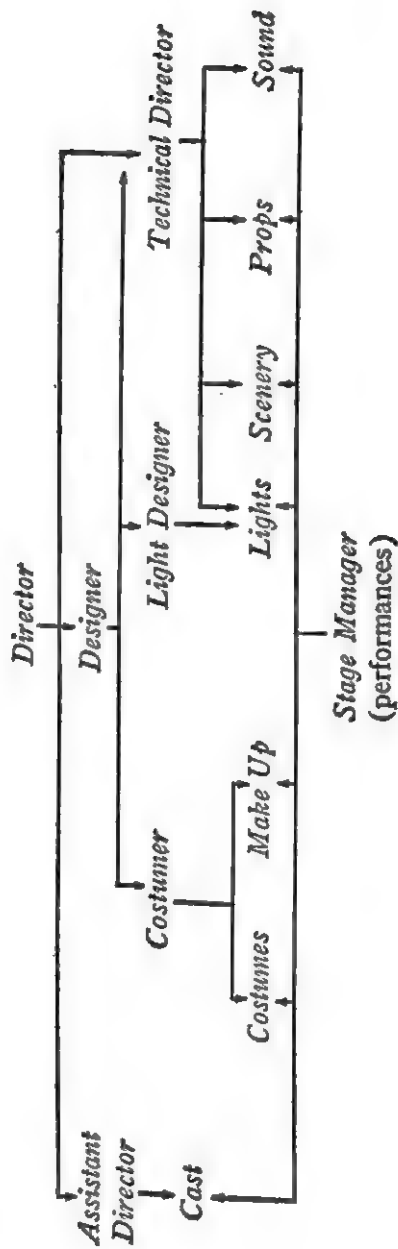 Director
Assistant
Director
Designer
Technical Director
Costumer
Light Designer
Cast
Costumes
Make Up
Lights
Scenery
Props
Sound
Stage Manager
(performances)